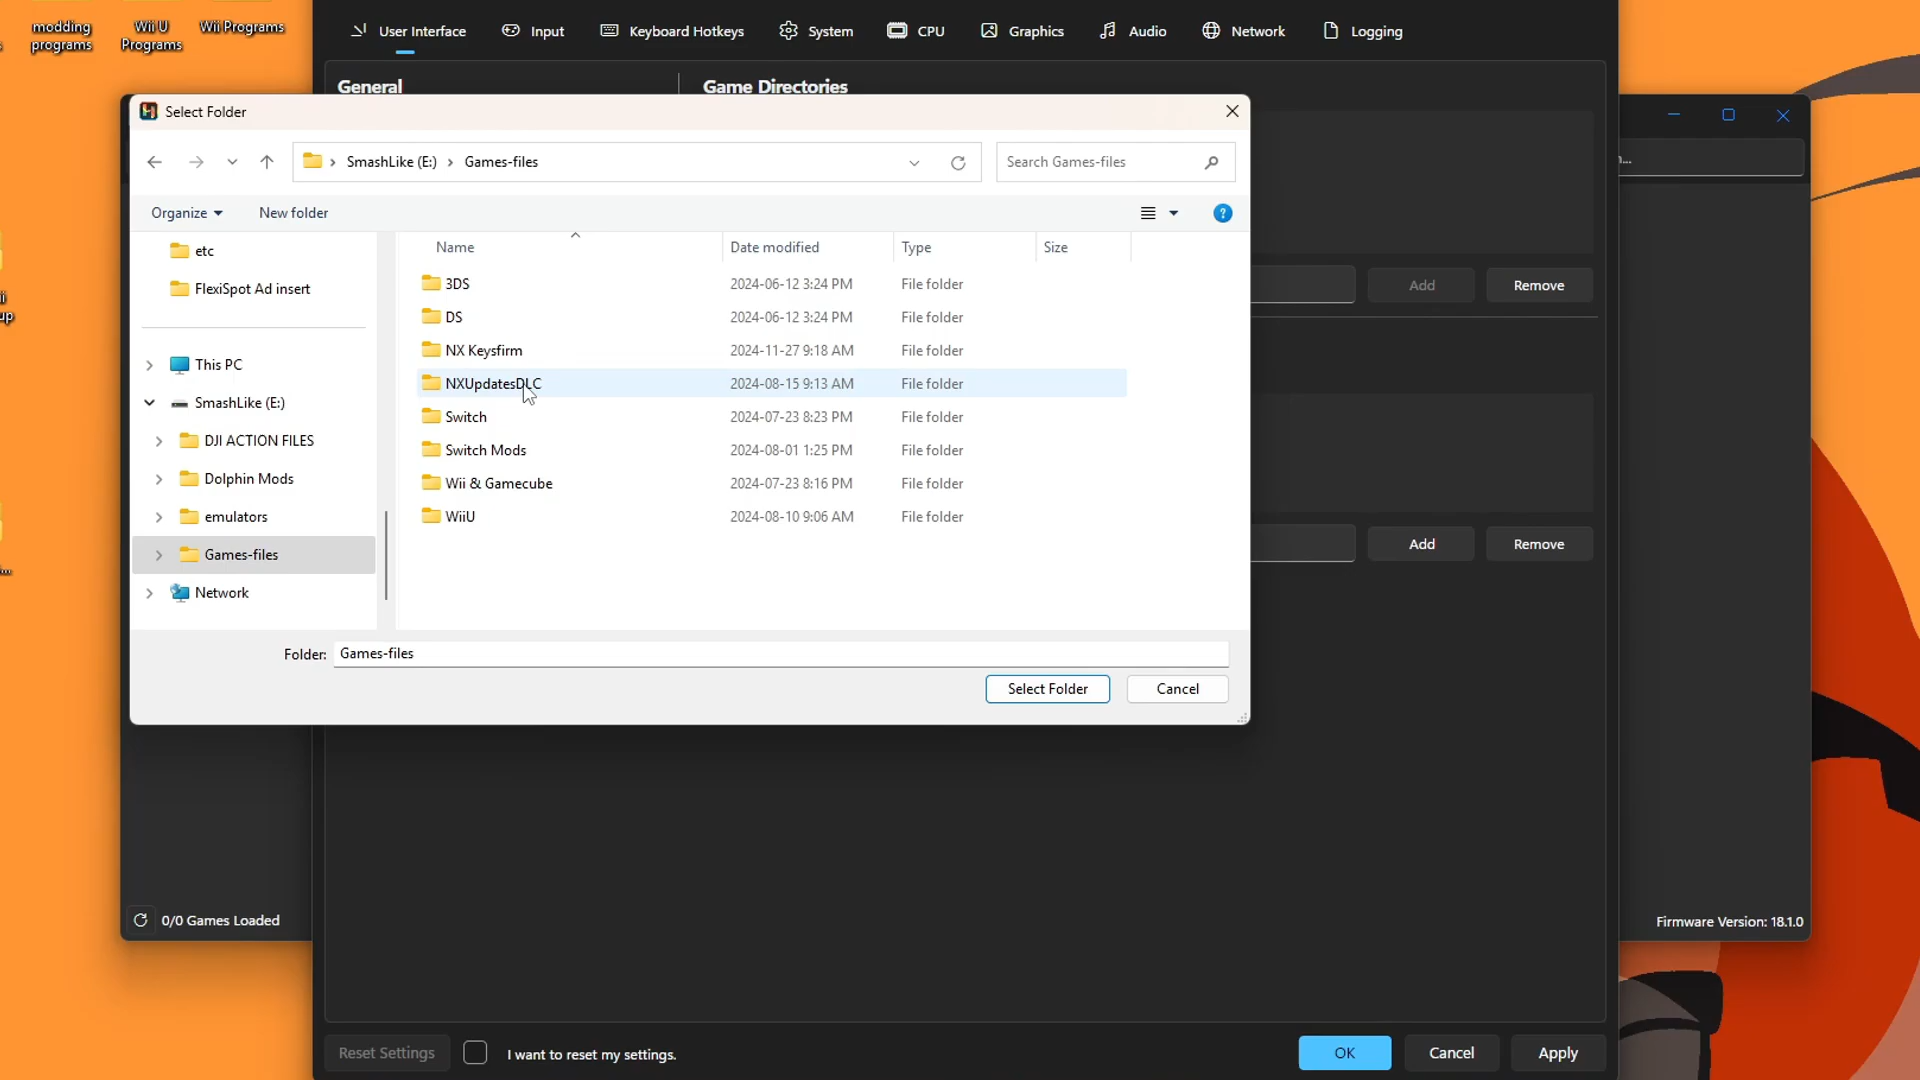 modding
programs
Wii U
Programs
Wii Programs
User Interface
Input
Keyboard Hotkeys
System
CPU
Graphics
Audio
Network
Logging
General
Game Directories
Select Folder
SmashLike (E:) › Games-files
Search Games-files
Organize
New folder
etc
FlexiSpot Ad insert
This PC
SmashLike (E:)
DJI ACTION FILES
Dolphin Mods
emulators
Games-files
Network
Name
Date modified
Type
Size
3DS 2024-06-12 3:24 PM File folder
DS 2024-06-12 3:24 PM File folder
NX Keysfirm 2024-11-27 9:18 AM File folder
NXUpdatesDLC 2024-08-15 9:13 AM File folder
Switch 2024-07-23 8:23 PM File folder
Switch Mods 2024-08-01 1:25 PM File folder
Wii & Gamecube 2024-07-23 8:16 PM File folder
WiiU 2024-08-10 9:06 AM File folder
Folder: Games-files
Select Folder
Cancel
Add
Remove
Add
Remove
0/0 Games Loaded
Firmware Version: 18.1.0
Reset Settings
I want to reset my settings.
OK
Cancel
Apply